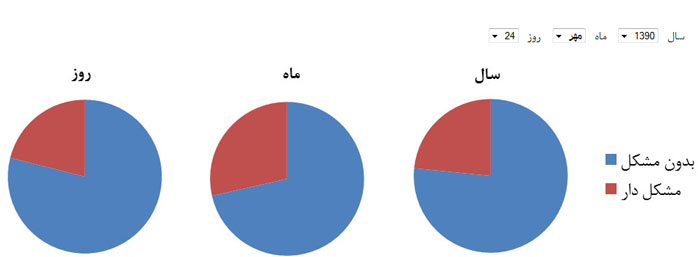 سال 1390 ماه مهر روز 24
سال
ماه
روز
بدون مشکل
مشکل دار